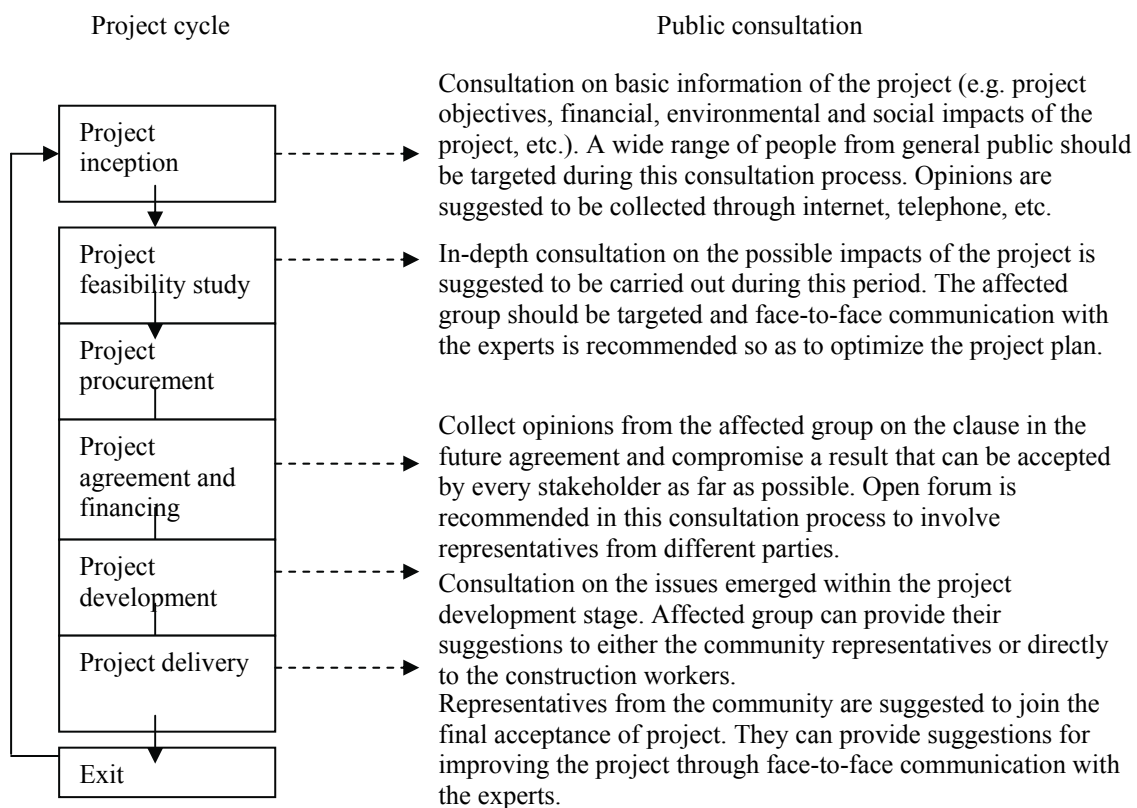 Project cycle
Public consultation
Project
inception
Consultation on basic information of the project (e.g. project
objectives, financial, environmental and social impacts of the
project, etc.). A wide range of people from general public should
be targeted during this consultation process. Opinions are
suggested to be collected through internet, telephone, etc.
Project
feasibility study
In-depth consultation on the possible impacts of the project is
suggested to be carried out during this period. The affected
group should be targeted and face-to-face communication with
the experts is recommended so as to optimize the project plan.
Project
procurement
Project
agreement and
financing
Collect opinions from the affected group on the clause in the
future agreement and compromise a result that can be accepted
by every stakeholder as far as possible. Open forum is
recommended in this consultation process to involve
representatives from different parties.
Project
development
Consultation on the issues emerged within the project
development stage. Affected group can provide their
suggestions to either the community representatives or directly
to the construction workers.
Project delivery
Representatives from the community are suggested to join the
final acceptance of project. They can provide suggestions for
improving the project through face-to-face communication with
the experts.
Exit